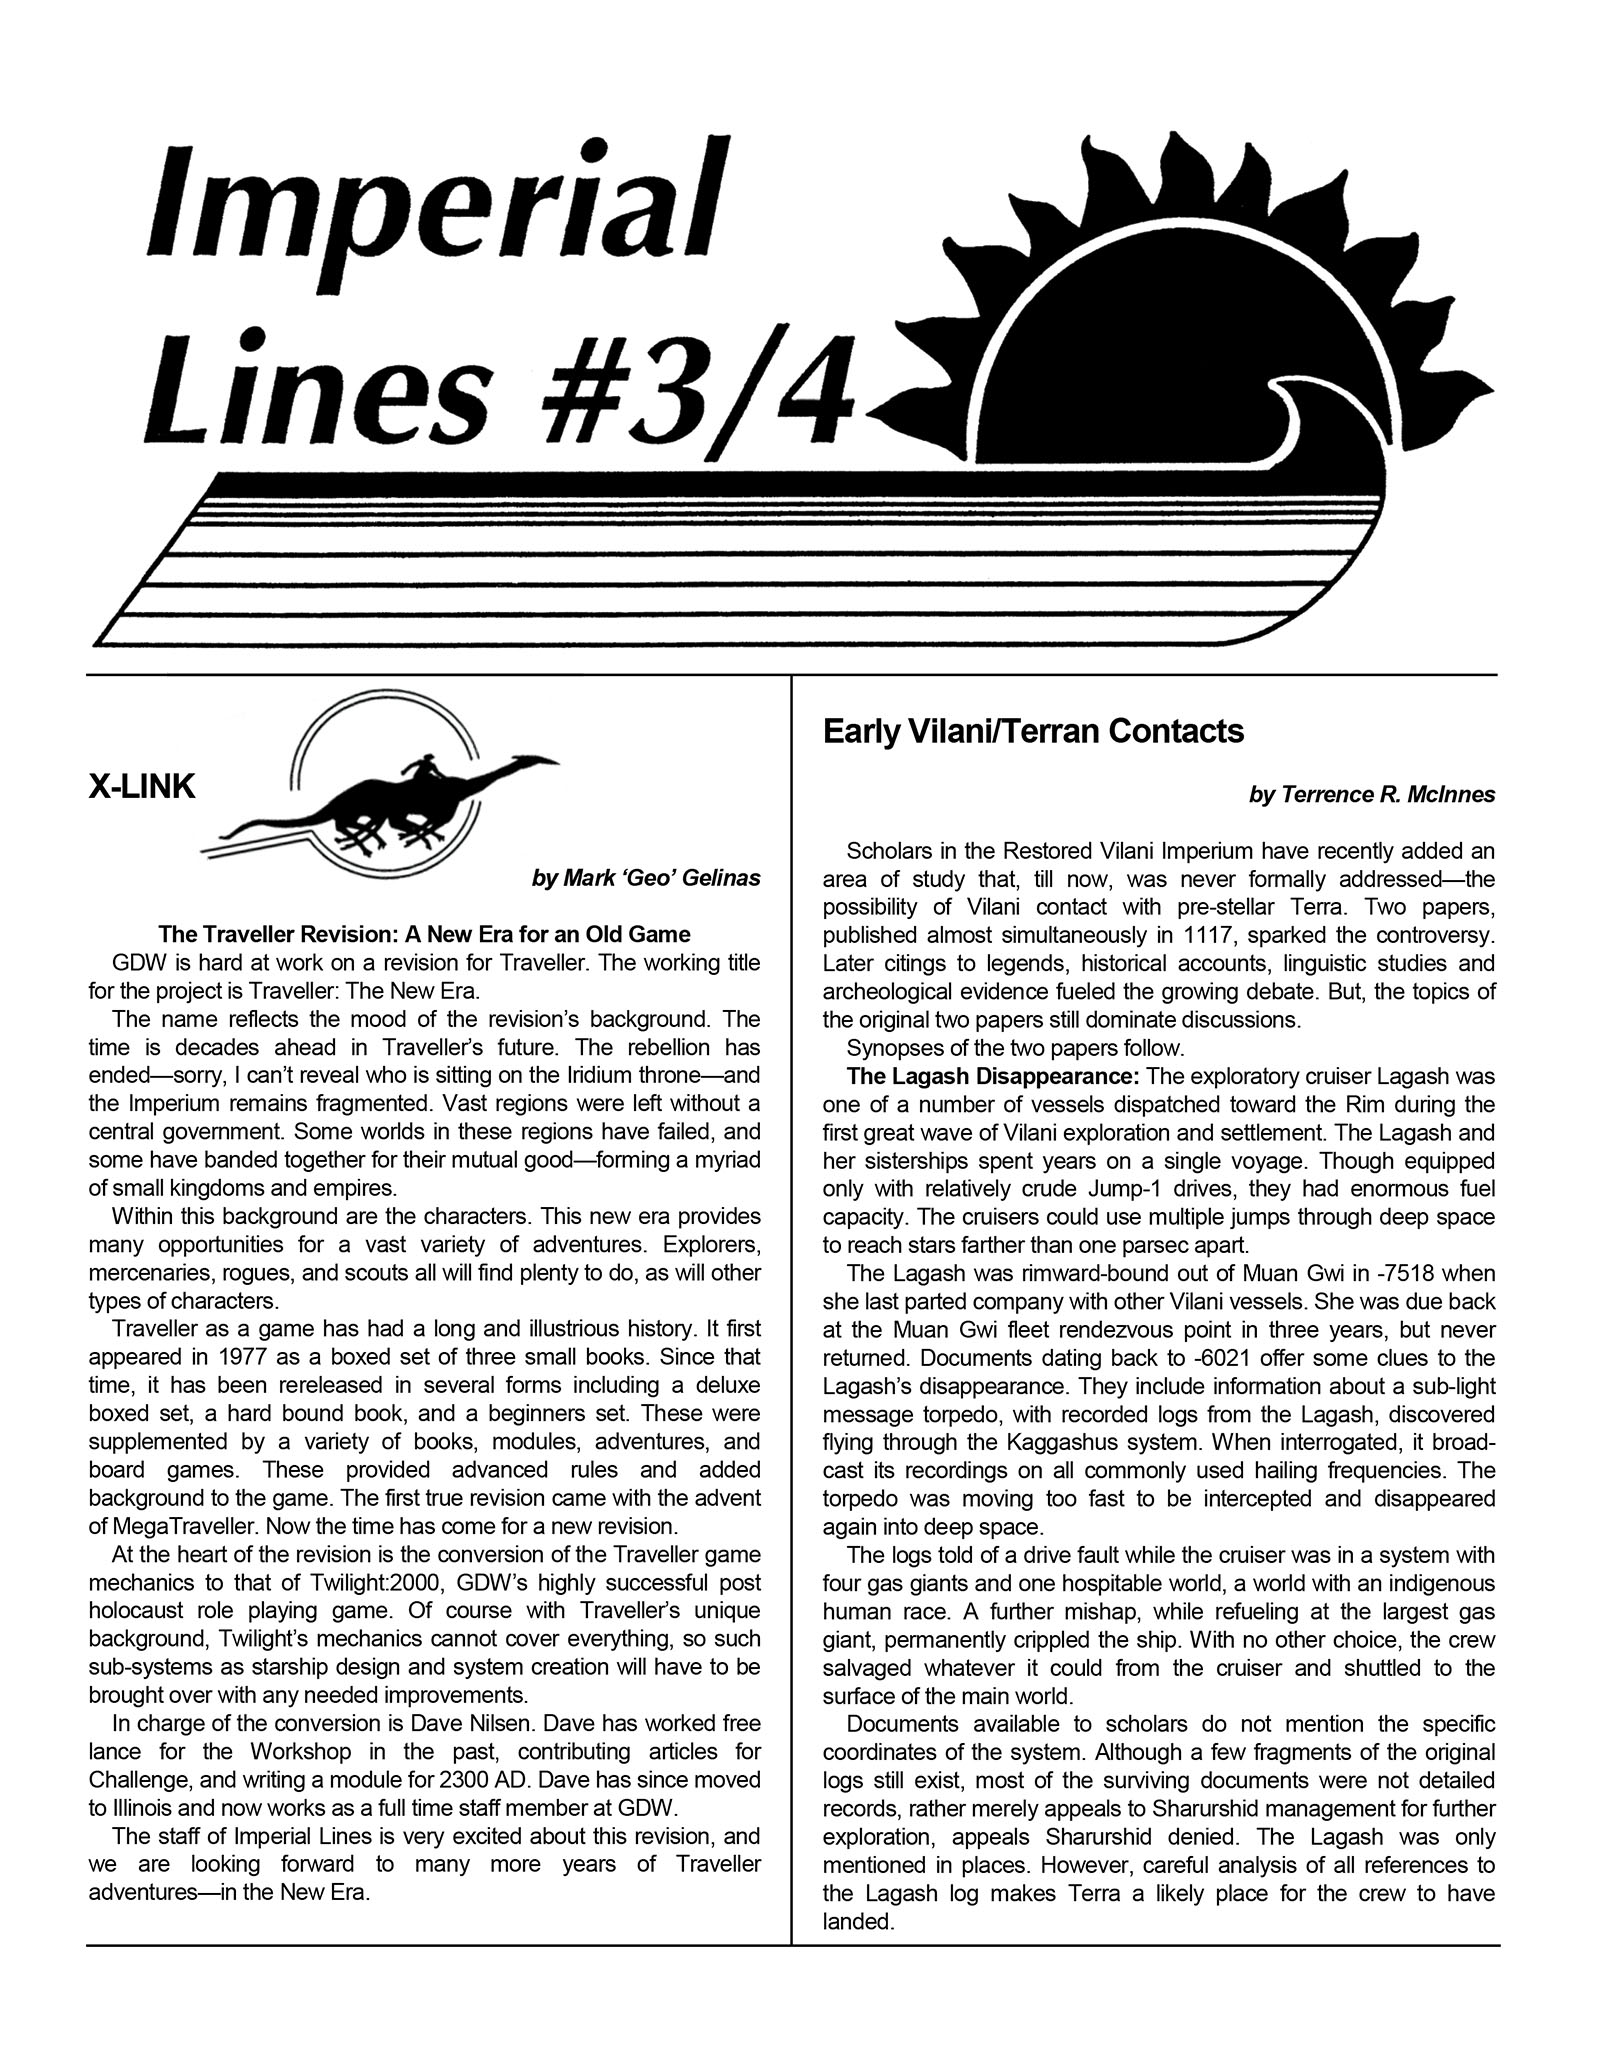 Imperial
Lines #3/4
X-LINK
by Mark ‘Geo’ Gelinas
The Traveller Revision: A New Era for an Old Game
GDW is hard at work on a revision for Traveller. The working title
for the project is Traveller: The New Era.
The name reflects the mood of the revision’s background. The
time is decades ahead in Traveller’s future. The rebellion has
ended—sorry, I can’t reveal who is sitting on the Iridium throne—and
the Imperium remains fragmented. Vast regions were left without a
central government. Some worlds in these regions have failed, and
some have banded together for their mutual good—forming a myriad
of small kingdoms and empires.
Within this background are the characters. This new era provides
many opportunities for a vast variety of adventures. Explorers,
mercenaries, rogues, and scouts all will find plenty to do, as will other
types of characters.
Traveller as a game has had a long and illustrious history. It first
appeared in 1977 as a boxed set of three small books. Since that
time, it has been rereleased in several forms including a deluxe
boxed set, a hard bound book, and a beginners set. These were
supplemented by a variety of books, modules, adventures, and
board games. These provided advanced rules and added
background to the game. The first true revision came with the advent
of MegaTraveller. Now the time has come for a new revision.
At the heart of the revision is the conversion of the Traveller game
mechanics to that of Twilight:2000, GDW’s highly successful post
holocaust role playing game. Of course with Traveller’s unique
background, Twilight’s mechanics cannot cover everything, so such
sub-systems as starship design and system creation will have to be
brought over with any needed improvements.
In charge of the conversion is Dave Nilsen. Dave has worked free
lance for the Workshop in the past, contributing articles for
Challenge, and writing a module for 2300 AD. Dave has since moved
to Illinois and now works as a full time staff member at GDW.
The staff of Imperial Lines is very excited about this revision, and
we are looking forward to many more years of Traveller
adventures—in the New Era.
Early Vilani/Terran Contacts
by Terrence R. McInnes
Scholars in the Restored Vilani Imperium have recently added an
area of study that, till now, was never formally addressed—the
possibility of Vilani contact with pre-stellar Terra. Two papers,
published almost simultaneously in 1117, sparked the controversy.
Later citings to legends, historical accounts, linguistic studies and
archeological evidence fueled the growing debate. But, the topics of
the original two papers still dominate discussions.
Synopses of the two papers follow.
The Lagash Disappearance: The exploratory cruiser Lagash was
one of a number of vessels dispatched toward the Rim during the
first great wave of Vilani exploration and settlement. The Lagash and
her sisterships spent years on a single voyage. Though equipped
only with relatively crude Jump-1 drives, they had enormous fuel
capacity. The cruisers could use multiple jumps through deep space
to reach stars farther than one parsec apart.
The Lagash was rimward-bound out of Muan Gwi in -7518 when
she last parted company with other Vilani vessels. She was due back
at the Muan Gwi fleet rendezvous point in three years, but never
returned. Documents dating back to -6021 offer some clues to the
Lagash’s disappearance. They include information about a sub-light
message torpedo, with recorded logs from the Lagash, discovered
flying through the Kaggashus system. When interrogated, it broad-
cast its recordings on all commonly used hailing frequencies. The
torpedo was moving too fast to be intercepted and disappeared
again into deep space.
The logs told of a drive fault while the cruiser was in a system with
four gas giants and one hospitable world, a world with an indigenous
human race. A further mishap, while refueling at the largest gas
giant, permanently crippled the ship. With no other choice, the crew
salvaged whatever it could from the cruiser and shuttled to the
surface of the main world.
Documents available to scholars do not mention the specific
coordinates of the system. Although a few fragments of the original
logs still exist, most of the surviving documents were not detailed
records, rather merely appeals to Sharurshid management for further
exploration, appeals Sharurshid denied. The Lagash was only
mentioned in places. However, careful analysis of all references to
the Lagash log makes Terra a likely place for the crew to have
landed.